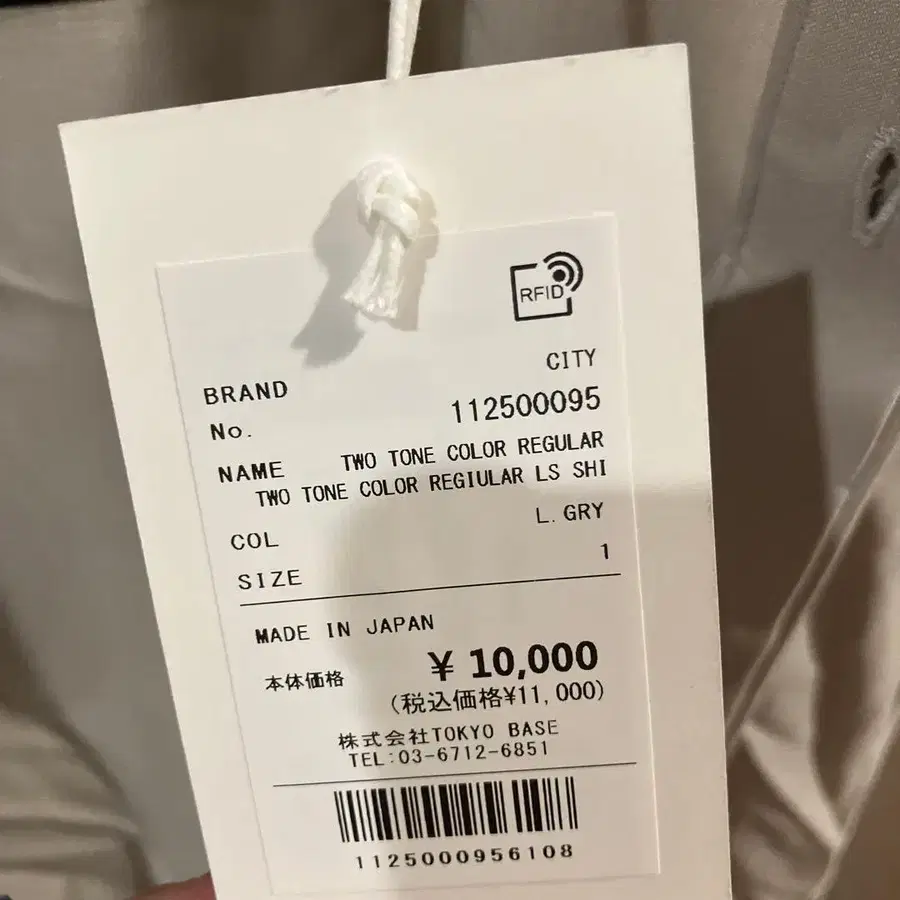 RFID
BRAND CITY
No. 112500095
NAME TWO TONE COLOR REGULAR
TWO TONE COLOR REGIULAR LS SHI
COL L.GRY
SIZE 1
MADE IN JAPAN
本体価格 ¥ 10,000
(税込価格¥11,000)
株式会社TOKYO BASE
TEL:03-6712-6851
1125000956108